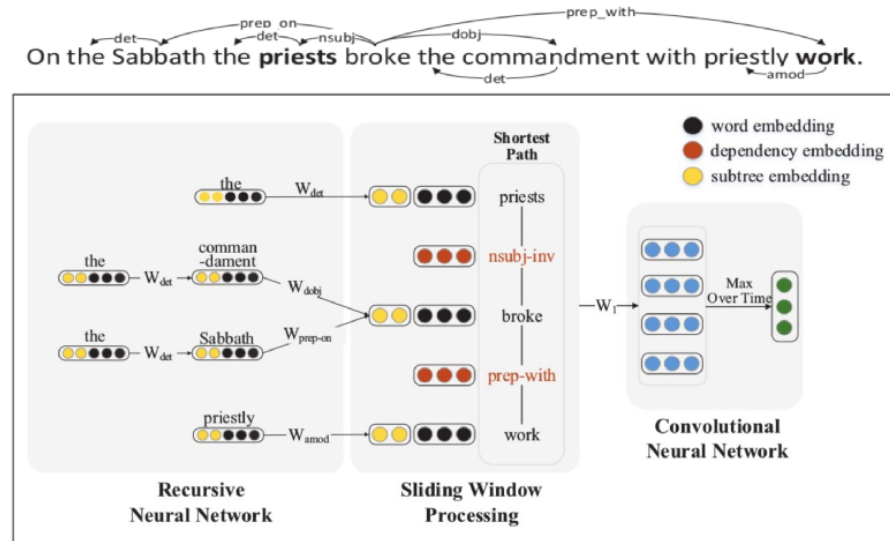 prep_on
prep_with
det
det
nsubj
dobj
On the Sabbath the priests broke the commandment with priestly work.
det
amod
Shortest
Path
word embedding
dependency embedding
subtree embedding
the
W_det
priests
comman
-dament
the
W_det
W_dobj
nsubj-inv
broke
W_1
Max
Over Time
the
W_det
Sabbath
W_prep-on
prep-with
priestly
W_amod
work
Recursive
Neural Network
Sliding Window
Processing
Convolutional
Neural Network